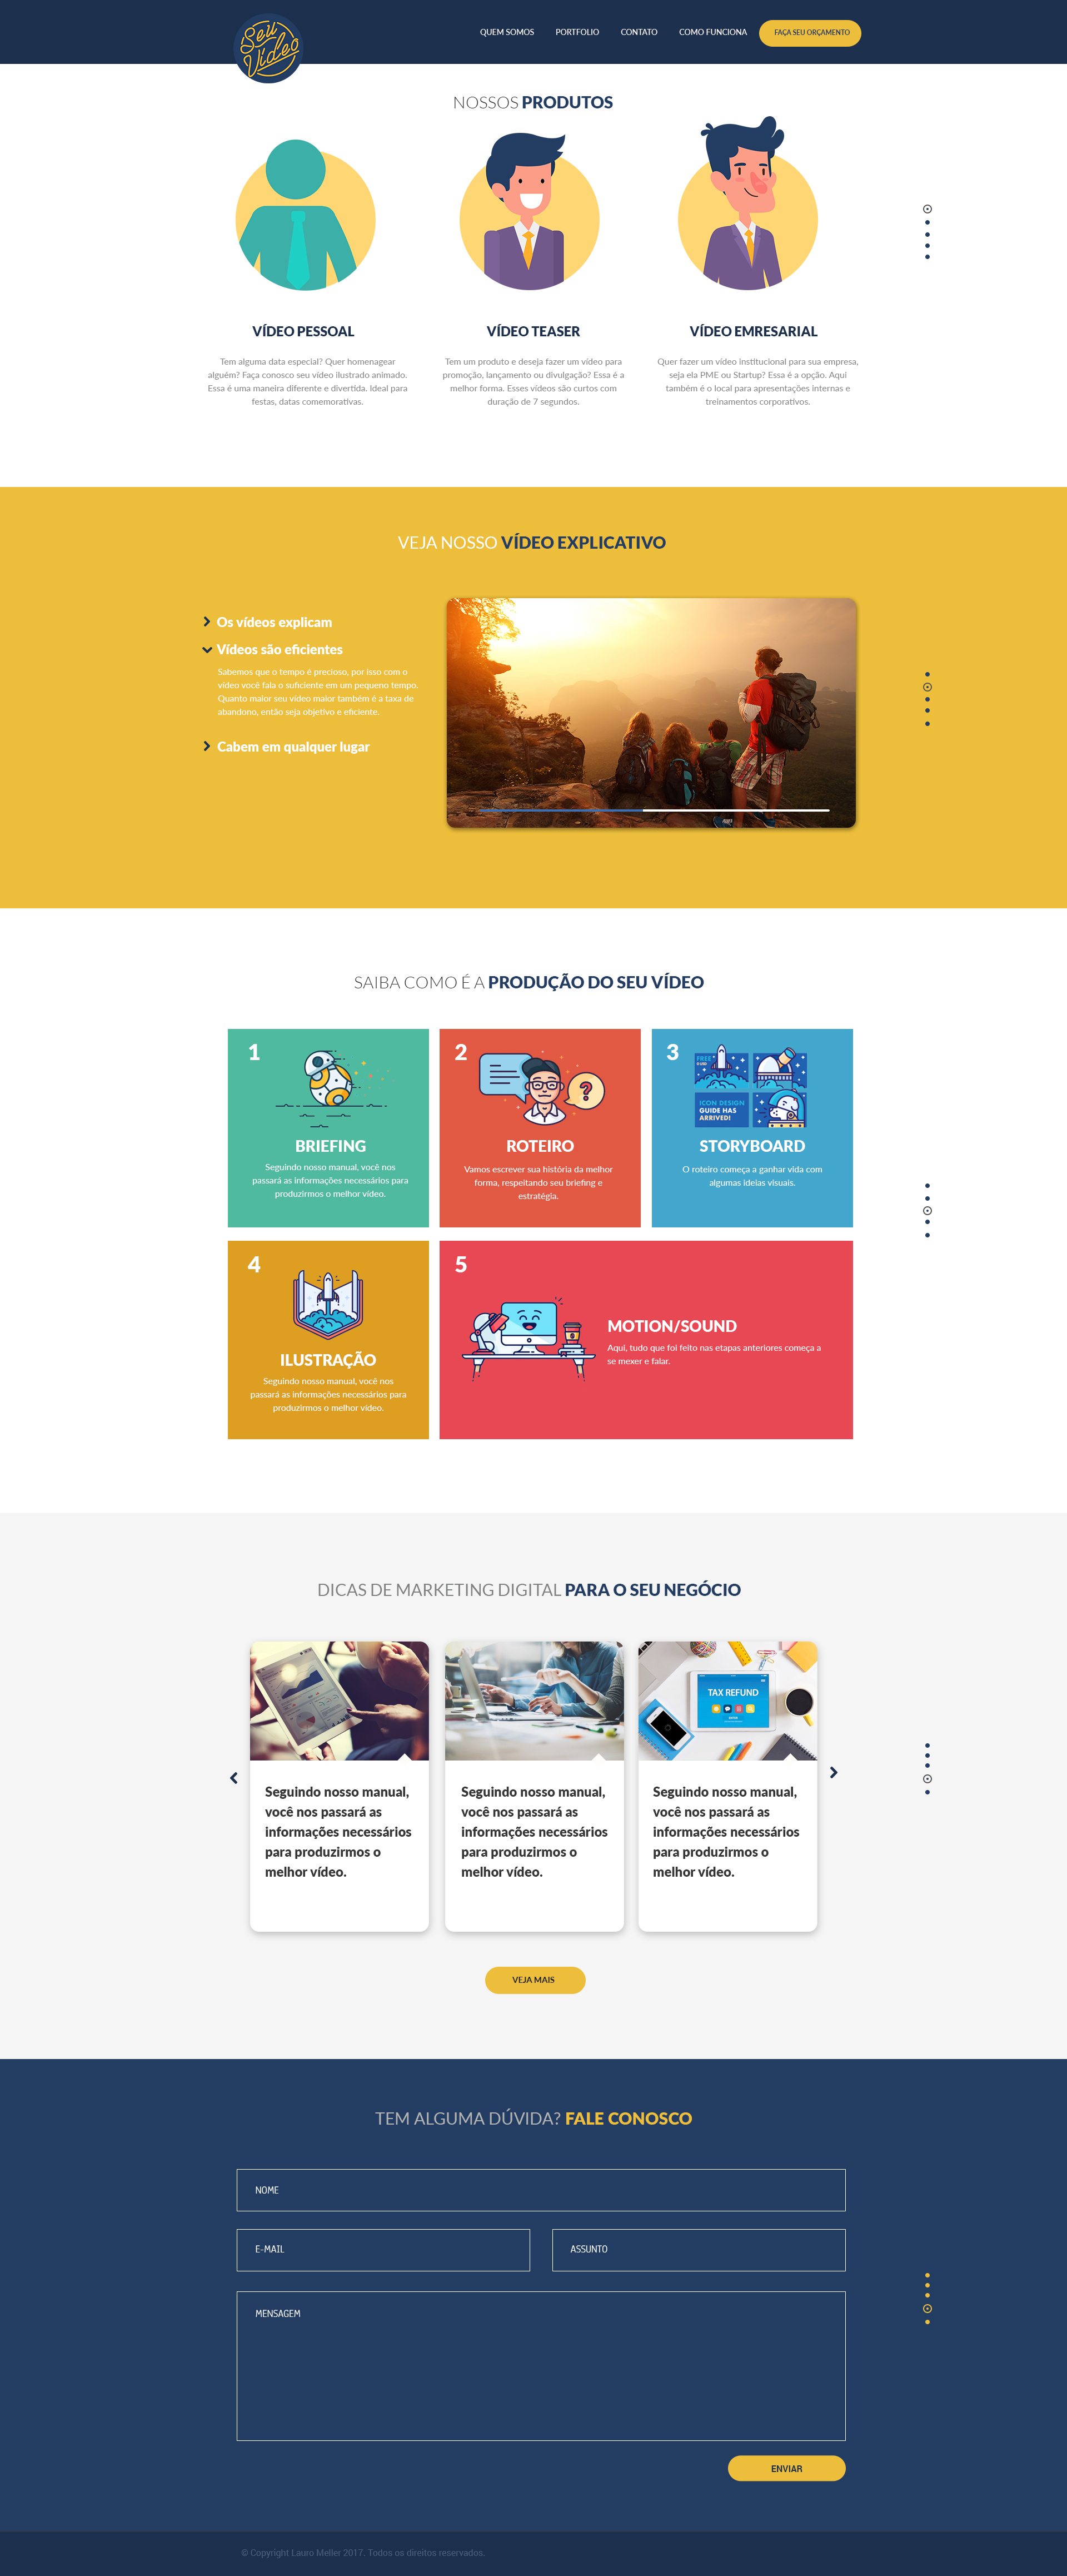 Seu
Vídeo
QUEM SOMOS
PORTFOLIO
CONTATO
COMO FUNCIONA
FAÇA SEU ORÇAMENTO
NOSSOS PRODUTOS
VÍDEO PESSOAL
Tem alguma data especial? Quer homenagear
alguém? Faça conosco seu vídeo ilustrado animado.
Essa é uma maneira diferente e divertida. Ideal para
festas, datas comemorativas.
VÍDEO TEASER
Tem um produto e deseja fazer um vídeo para
promoção, lançamento ou divulgação? Essa é a
melhor forma. Esses vídeos são curtos com
duração de 7 segundos.
VÍDEO EMRESARIAL
Quer fazer um vídeo institucional para sua empresa,
seja ela PME ou Startup? Essa é a opção. Aqui
também é o local para apresentações internas e
treinamentos corporativos.
VEJA NOSSO VÍDEO EXPLICATIVO
Os vídeos explicam
Vídeos são eficientes
Sabemos que o tempo é precioso, por isso com o
vídeo você fala o suficiente em um pequeno tempo.
Quanto maior seu vídeo maior também é a taxa de
abandono, então seja objetivo e eficiente.
Cabem em qualquer lugar
SAIBA COMO É A PRODUÇÃO DO SEU VÍDEO
1
BRIEFING
Seguindo nosso manual, você nos
passará as informações necessários para
produzirmos o melhor vídeo.
2
?
ROTEIRO
Vamos escrever sua história da melhor
forma, respeitando seu briefing e
estratégia.
3
FREE
ICON DESIGN
GUIDE HAS
ARRIVED!
STORYBOARD
O roteiro começa a ganhar vida com
algumas ideias visuais.
4
ILUSTRAÇÃO
Seguindo nosso manual, você nos
passará as informações necessários para
produzirmos o melhor vídeo.
5
MOTION/SOUND
Aqui, tudo que foi feito nas etapas anteriores começa a
se mexer e falar.
DICAS DE MARKETING DIGITAL PARA O SEU NEGÓCIO
Seguindo nosso manual,
você nos passará as
informações necessários
para produzirmos o
melhor vídeo.
Seguindo nosso manual,
você nos passará as
informações necessários
para produzirmos o
melhor vídeo.
TAX REFUND
Seguindo nosso manual,
você nos passará as
informações necessários
para produzirmos o
melhor vídeo.
VEJA MAIS
TEM ALGUMA DÚVIDA? FALE CONOSCO
NOME
E-MAIL
ASSUNTO
MENSAGEM
ENVIAR
© Copyright Lauro Meller 2017. Todos os direitos reservados.